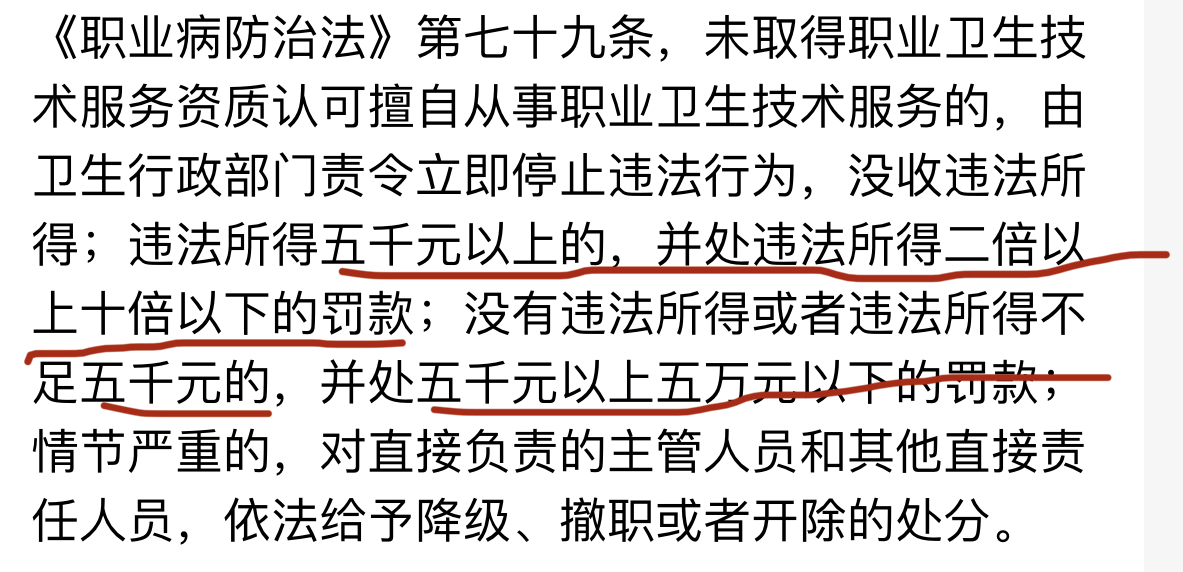 《职业病防治法》第七十九条，未取得职业卫生技
术服务资质认可擅自从事职业卫生技术服务的，由
卫生行政部门责令立即停止违法行为，没收违法所
得；违法所得五千元以上的，并处违法所得二倍以
上十倍以下的罚款；没有违法所得或者违法所得不
足五千元的，并处五千元以上五万元以下的罚款；
情节严重的，对直接负责的主管人员和其他直接责
任人员，依法给予降级、撤职或者开除的处分。